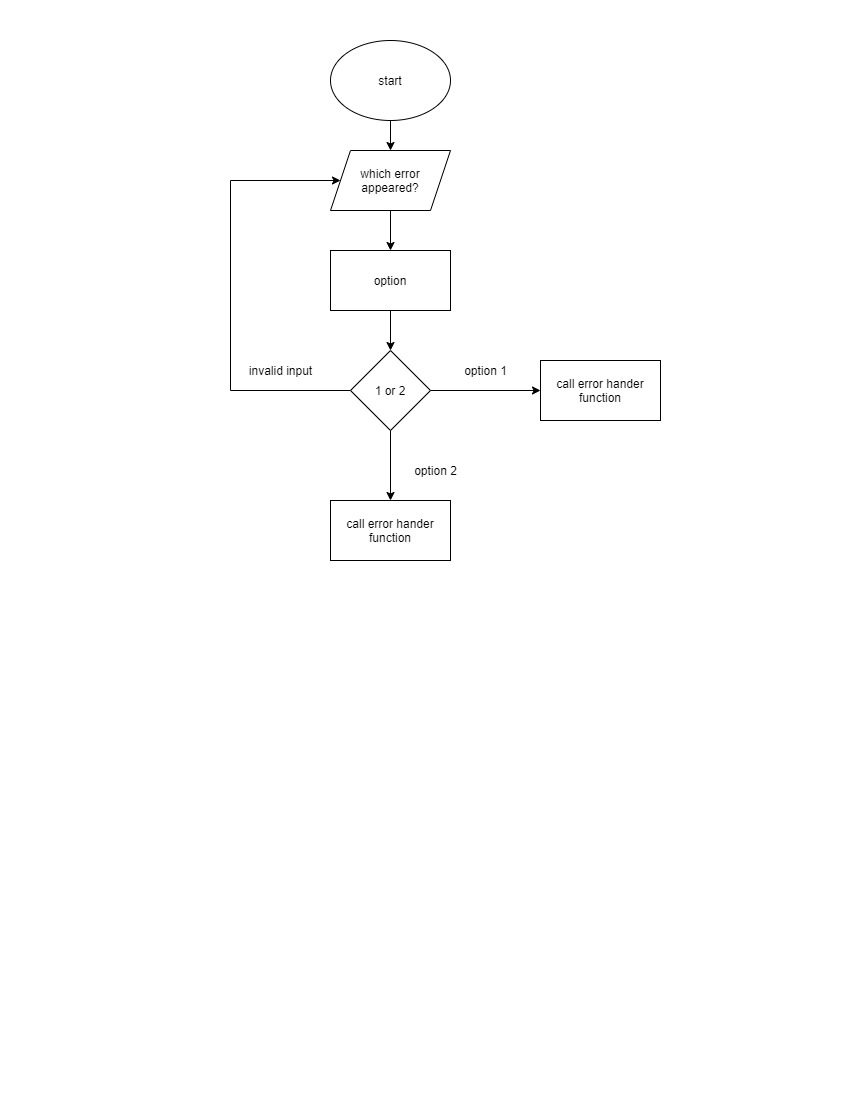 start
which error
appeared?
option
invalid input
1 or 2
option 1
call error hander
function
option 2
call error hander
function